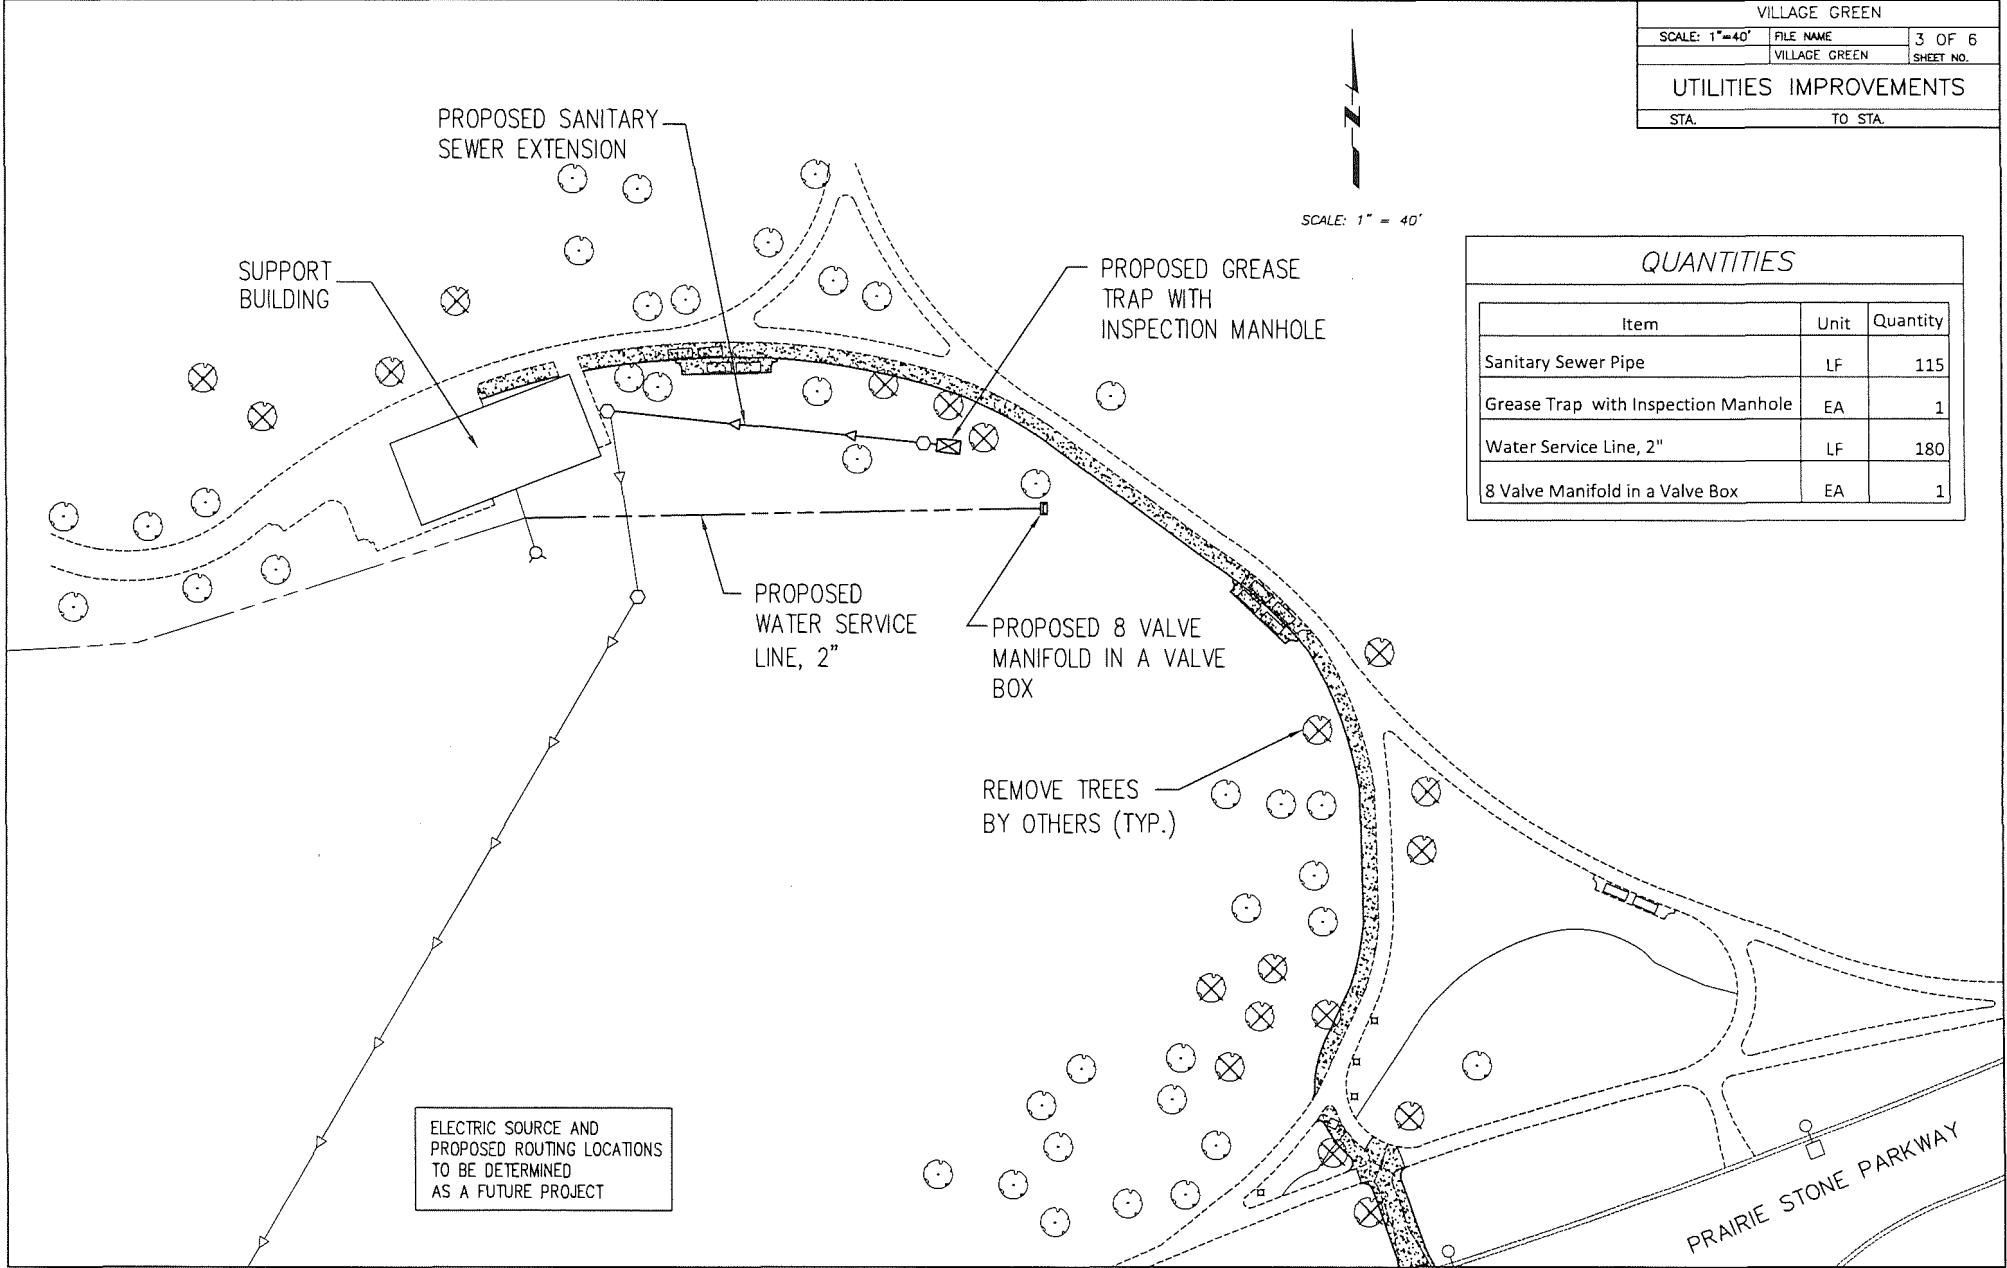 VILLAGE GREEN
SCALE: 1"=40'
FILE NAME
VILLAGE GREEN
3 OF 6
SHEET NO.
UTILITIES IMPROVEMENTS
STA. TO STA.
N
SCALE: 1" = 40'
PROPOSED SANITARY
SEWER EXTENSION
SUPPORT
BUILDING
PROPOSED GREASE
TRAP WITH
INSPECTION MANHOLE
QUANTITIES
Item Unit Quantity
Sanitary Sewer Pipe LF 115
Grease Trap with Inspection Manhole EA 1
Water Service Line, 2" LF 180
8 Valve Manifold in a Valve Box EA 1
PROPOSED
WATER SERVICE
LINE, 2"
PROPOSED 8 VALVE
MANIFOLD IN A VALVE
BOX
REMOVE TREES
BY OTHERS (TYP.)
ELECTRIC SOURCE AND
PROPOSED ROUTING LOCATIONS
TO BE DETERMINED
AS A FUTURE PROJECT
PRAIRIE STONE PARKWAY